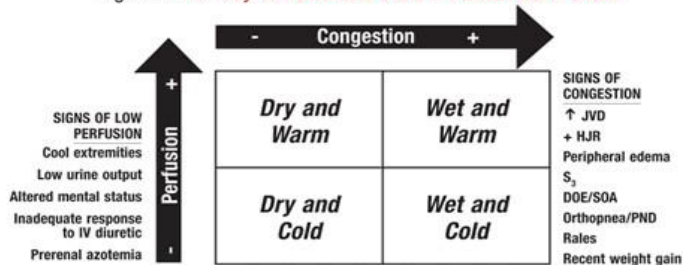 - Congestion +
+ Perfusion -
SIGNS OF LOW
PERFUSION
Cool extremities
Low urine output
Altered mental status
Inadequate response
to IV diuretic
Prerenal azotemia
Dry and
Warm
Wet and
Warm
Dry and
Cold
Wet and
Cold
SIGNS OF
CONGESTION
↑ JVD
+ HJR
Peripheral edema
S₃
DOE/SOA
Orthopnea/PND
Rales
Recent weight gain